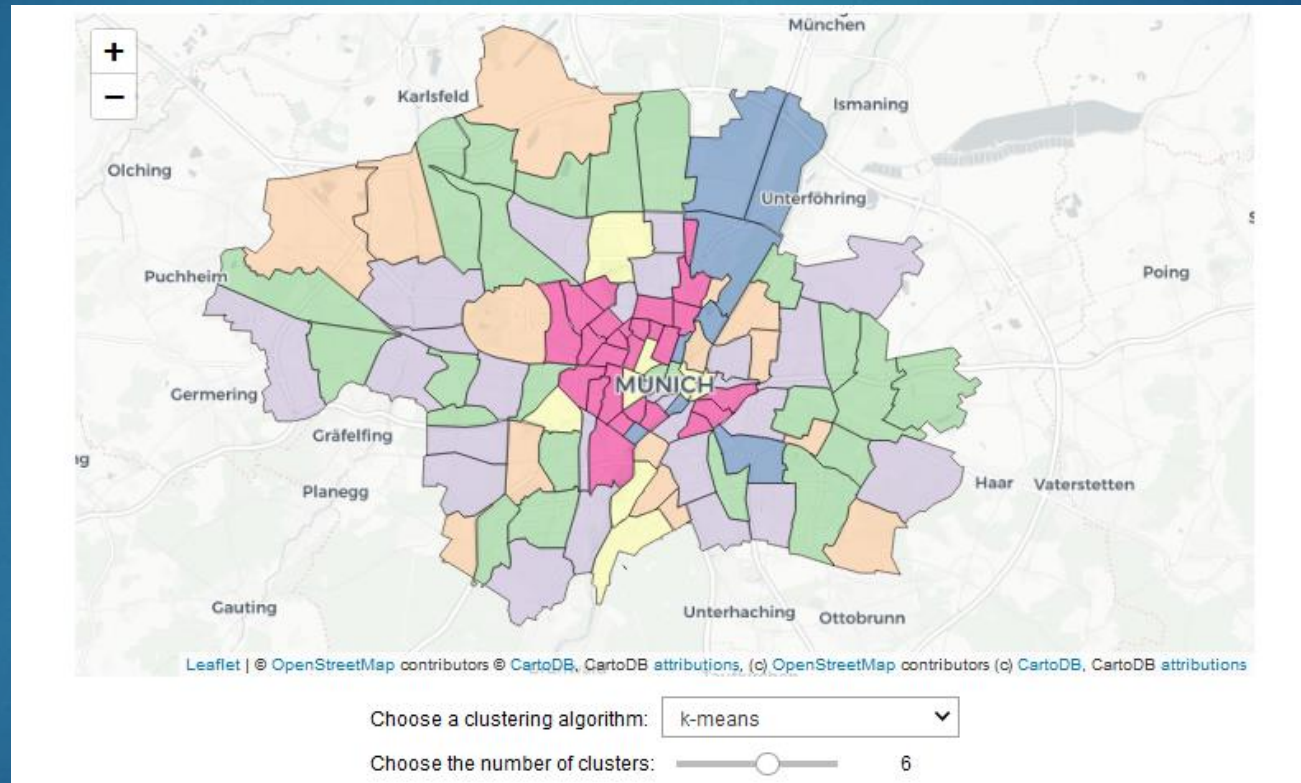 München
+
−
Karlsfeld
Ismaning
Olching
Unterföhring
Puchheim
Poing
MUNICH
Germering
Gräfelfing
Haar
Vaterstetten
Planegg
Gauting
Unterhaching
Ottobrunn
Leaflet | © OpenStreetMap contributors © CartoDB, CartoDB attributions, (c) OpenStreetMap contributors (c) CartoDB, CartoDB attributions
Choose a clustering algorithm: k-means
Choose the number of clusters: 6